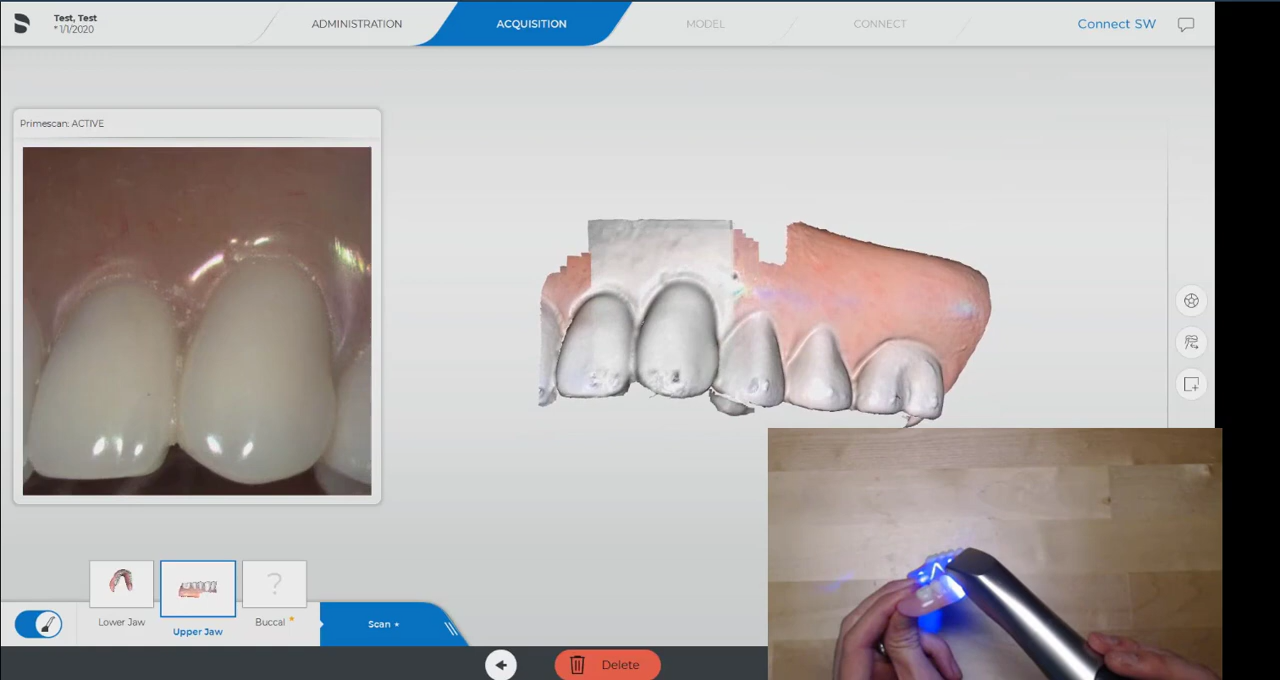 Test, Test
* 1/1/2020
ADMINISTRATION
ACQUISITION
MODEL
CONNECT
Connect SW
Primescan: ACTIVE
?
Lower Jaw
Upper Jaw
Buccal *
Scan
Delete